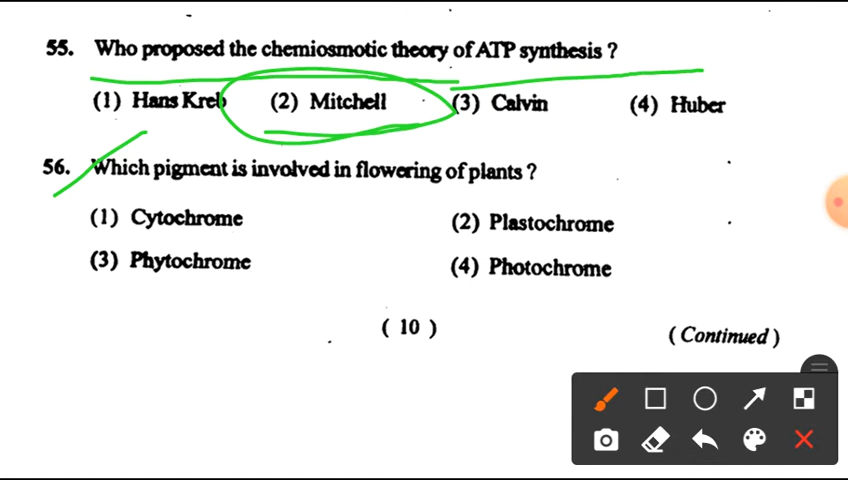 55. Who proposed the chemiosmotic theory of ATP synthesis ?
(1) Hans Kreb (2) Mitchell (3) Calvin (4) Huber
56. Which pigment is involved in flowering of plants ?
(1) Cytochrome (2) Plastochrome
(3) Phytochrome (4) Photochrome
( 10 )
( Continued )